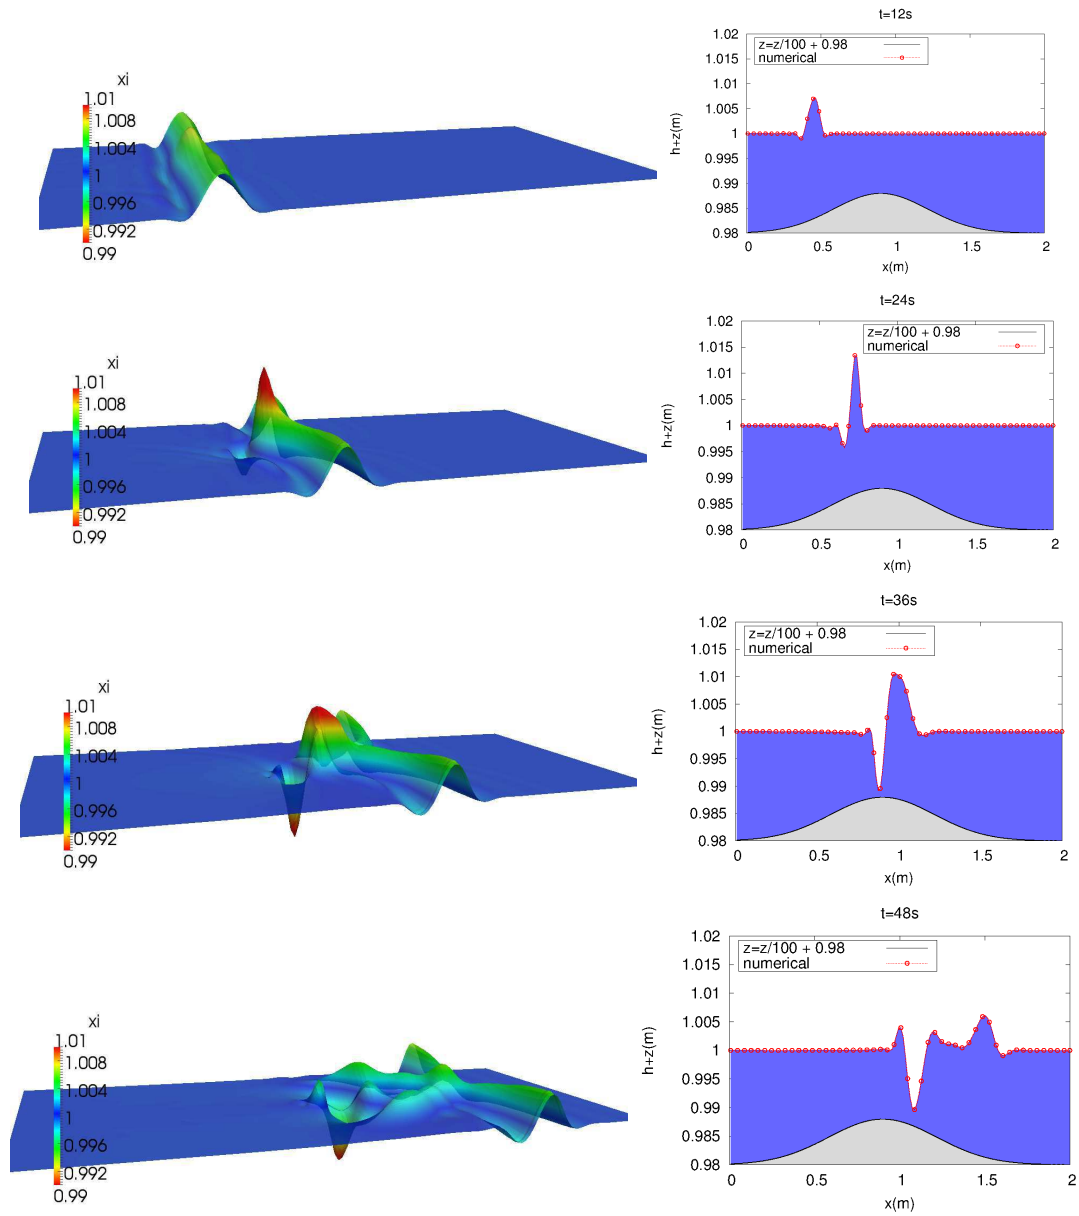 xi
1.01
1.008
1.004
1
0.996
0.992
0.99
t=12s
1.02
1.015
1.01
1.005
1
0.995
0.99
0.985
0.98
h+z(m)
z=z/100 + 0.98
numerical
0 0.5 1 1.5 2
x(m)
xi
1.01
1.008
1.004
1
0.996
0.992
0.99
t=24s
1.02
1.015
1.01
1.005
1
0.995
0.99
0.985
0.98
h+z(m)
z=z/100 + 0.98
numerical
0 0.5 1 1.5 2
x(m)
xi
1.01
1.008
1.004
1
0.996
0.992
0.99
t=36s
1.02
1.015
1.01
1.005
1
0.995
0.99
0.985
0.98
h+z(m)
z=z/100 + 0.98
numerical
0 0.5 1 1.5 2
x(m)
xi
1.01
1.008
1.004
1
0.996
0.992
0.99
t=48s
1.02
1.015
1.01
1.005
1
0.995
0.99
0.985
0.98
h+z(m)
z=z/100 + 0.98
numerical
0 0.5 1 1.5 2
x(m)